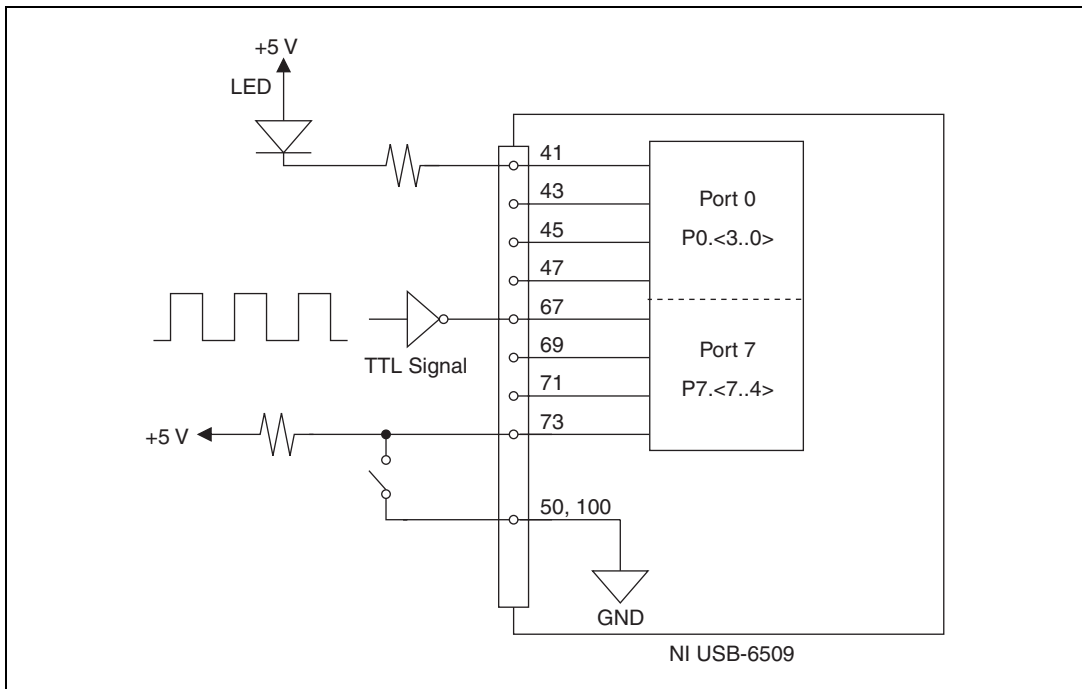 +5 V
LED
41
43
Port 0
45
P0.<3..0>
47
67
TTL Signal
69
Port 7
71
P7.<7..4>
+5 V
73
50, 100
GND
NI USB-6509